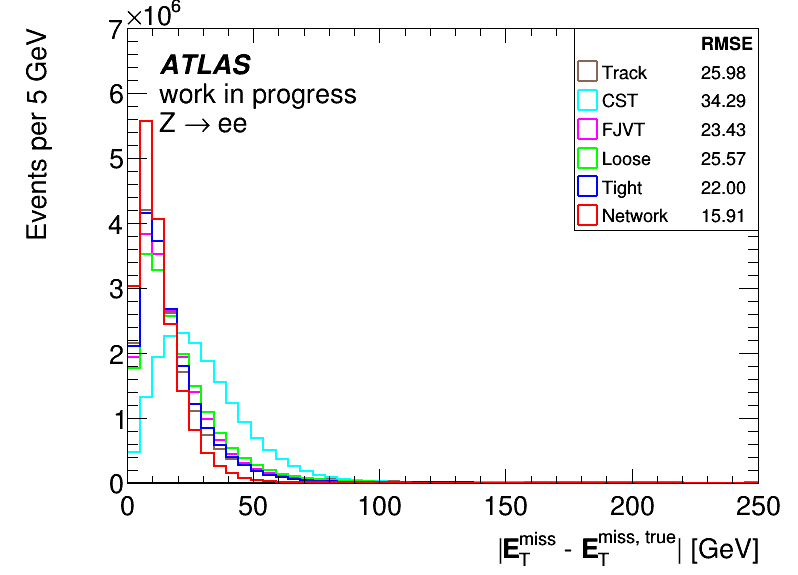 ×10⁶
Events per 5 GeV
7
6
5
4
3
2
1
0
ATLAS
work in progress
Z → ee
RMSE
Track 25.98
CST 34.29
FJVT 23.43
Loose 25.57
Tight 22.00
Network 15.91
0 50 100 150 200 250
|E_T^miss - E_T^miss, true| [GeV]